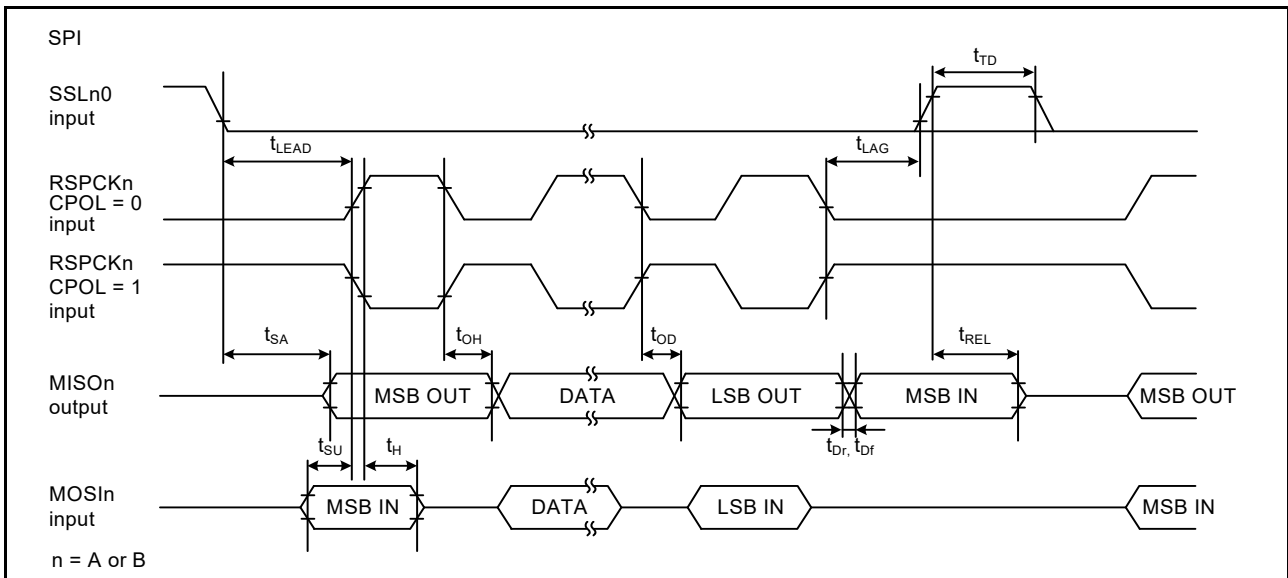 SPI
tTD
SSLn0
input
tLEAD
tLAG
RSPCKn
CPOL = 0
input
RSPCKn
CPOL = 1
input
tSA
tOH
tOD
tREL
MISOn
output
MSB OUT
DATA
LSB OUT
MSB IN
MSB OUT
tSU
tH
tDr, tDf
MOSIn
input
MSB IN
DATA
LSB IN
MSB IN
n = A or B